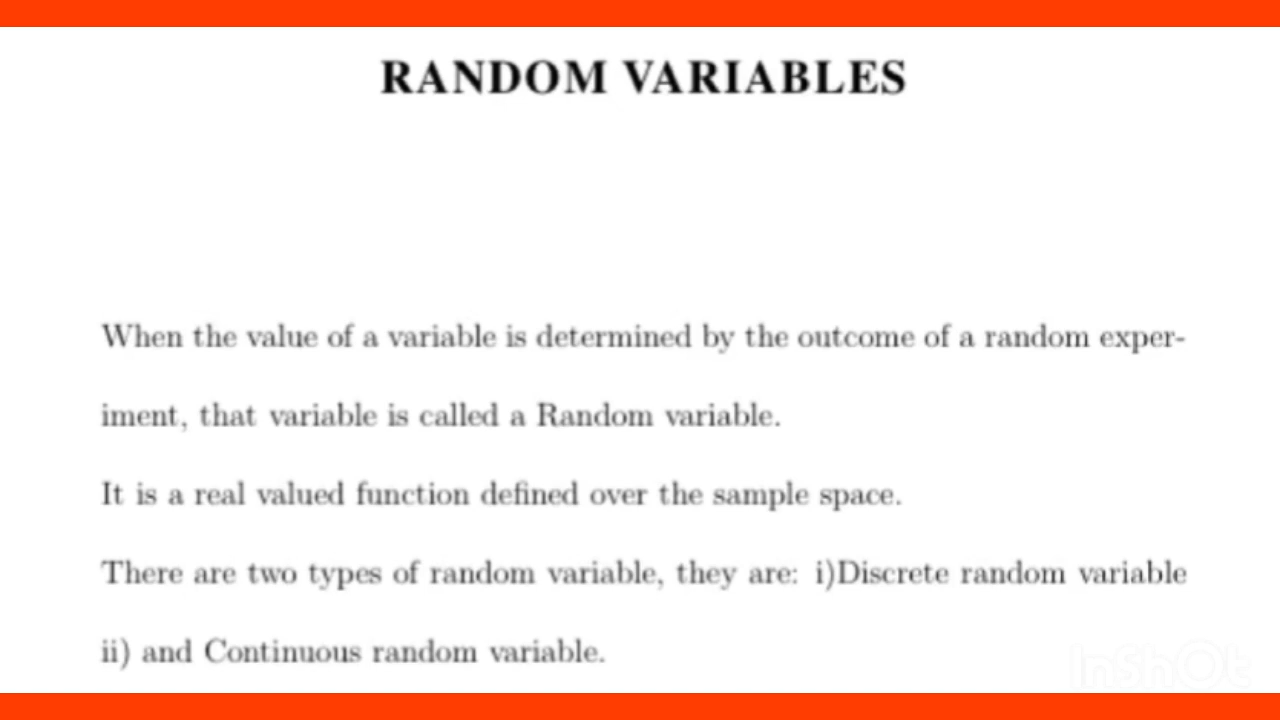 RANDOM VARIABLES
When the value of a variable is determined by the outcome of a random exper-
iment, that variable is called a Random variable.
It is a real valued function defined over the sample space.
There are two types of random variable, they are: i)Discrete random variable
ii) and Continuous random variable.
InShOt